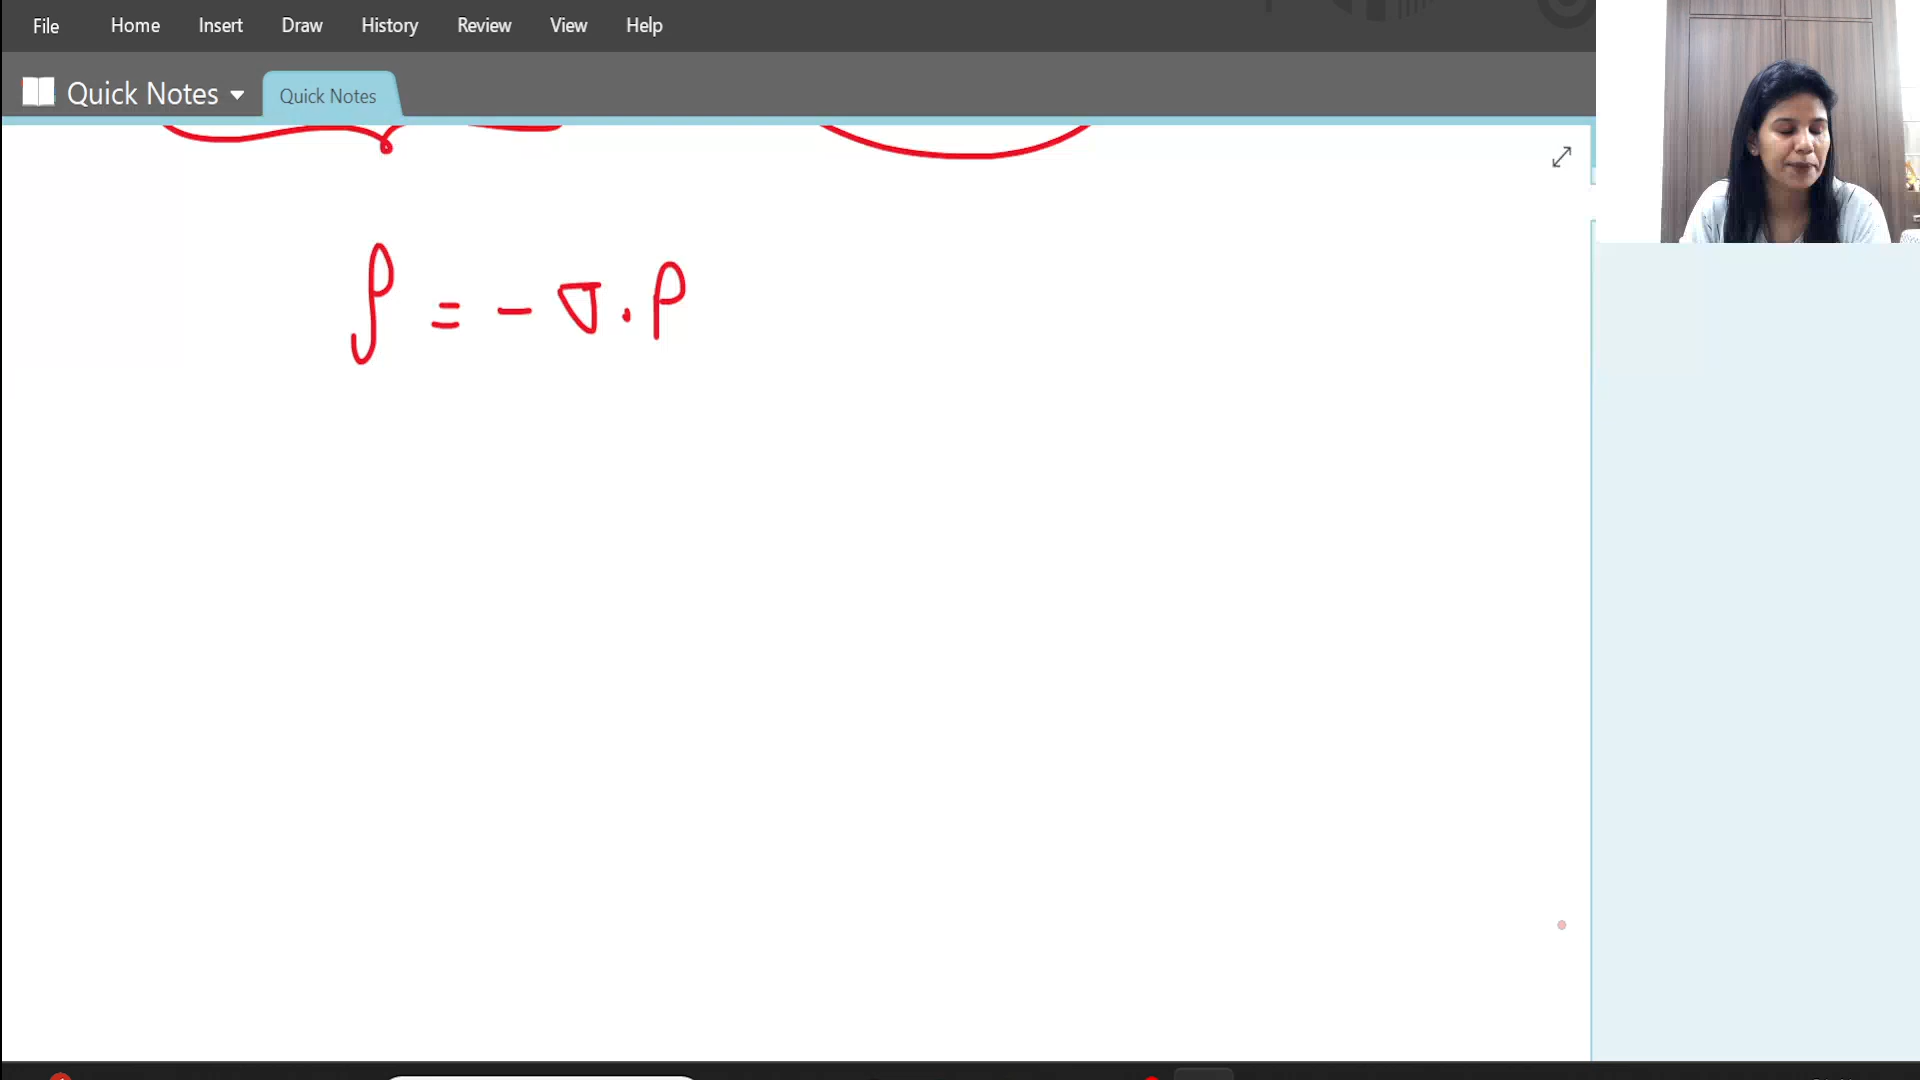 File Home Insert Draw History Review View Help
Quick Notes Quick Notes
ρ = - ∇ . P